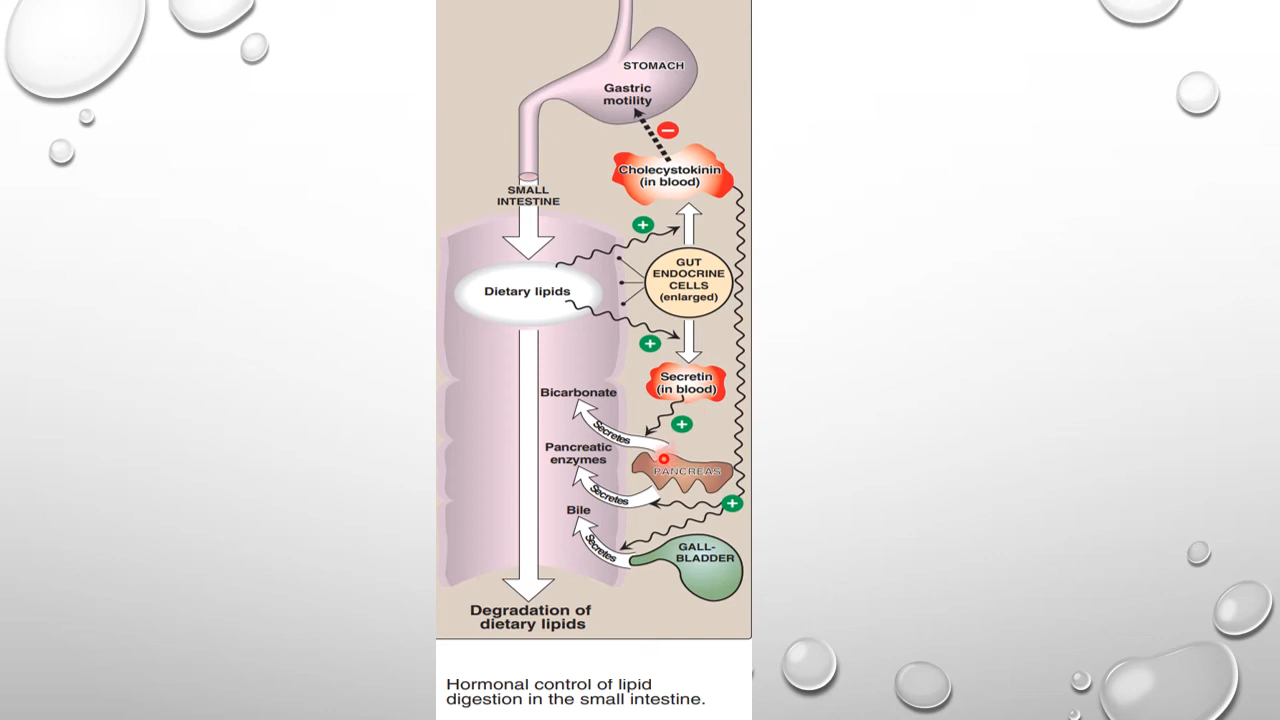 STOMACH
Gastric
motility
−
Cholecystokinin
(in blood)
SMALL
INTESTINE
+
GUT
ENDOCRINE
CELLS
(enlarged)
Dietary lipids
+
Secretin
(in blood)
Bicarbonate
+
Secretes
Pancreatic
enzymes
PANCREAS
Secretes
+
Bile
Secretes
GALL-
BLADDER
Degradation of
dietary lipids
Hormonal control of lipid
digestion in the small intestine.